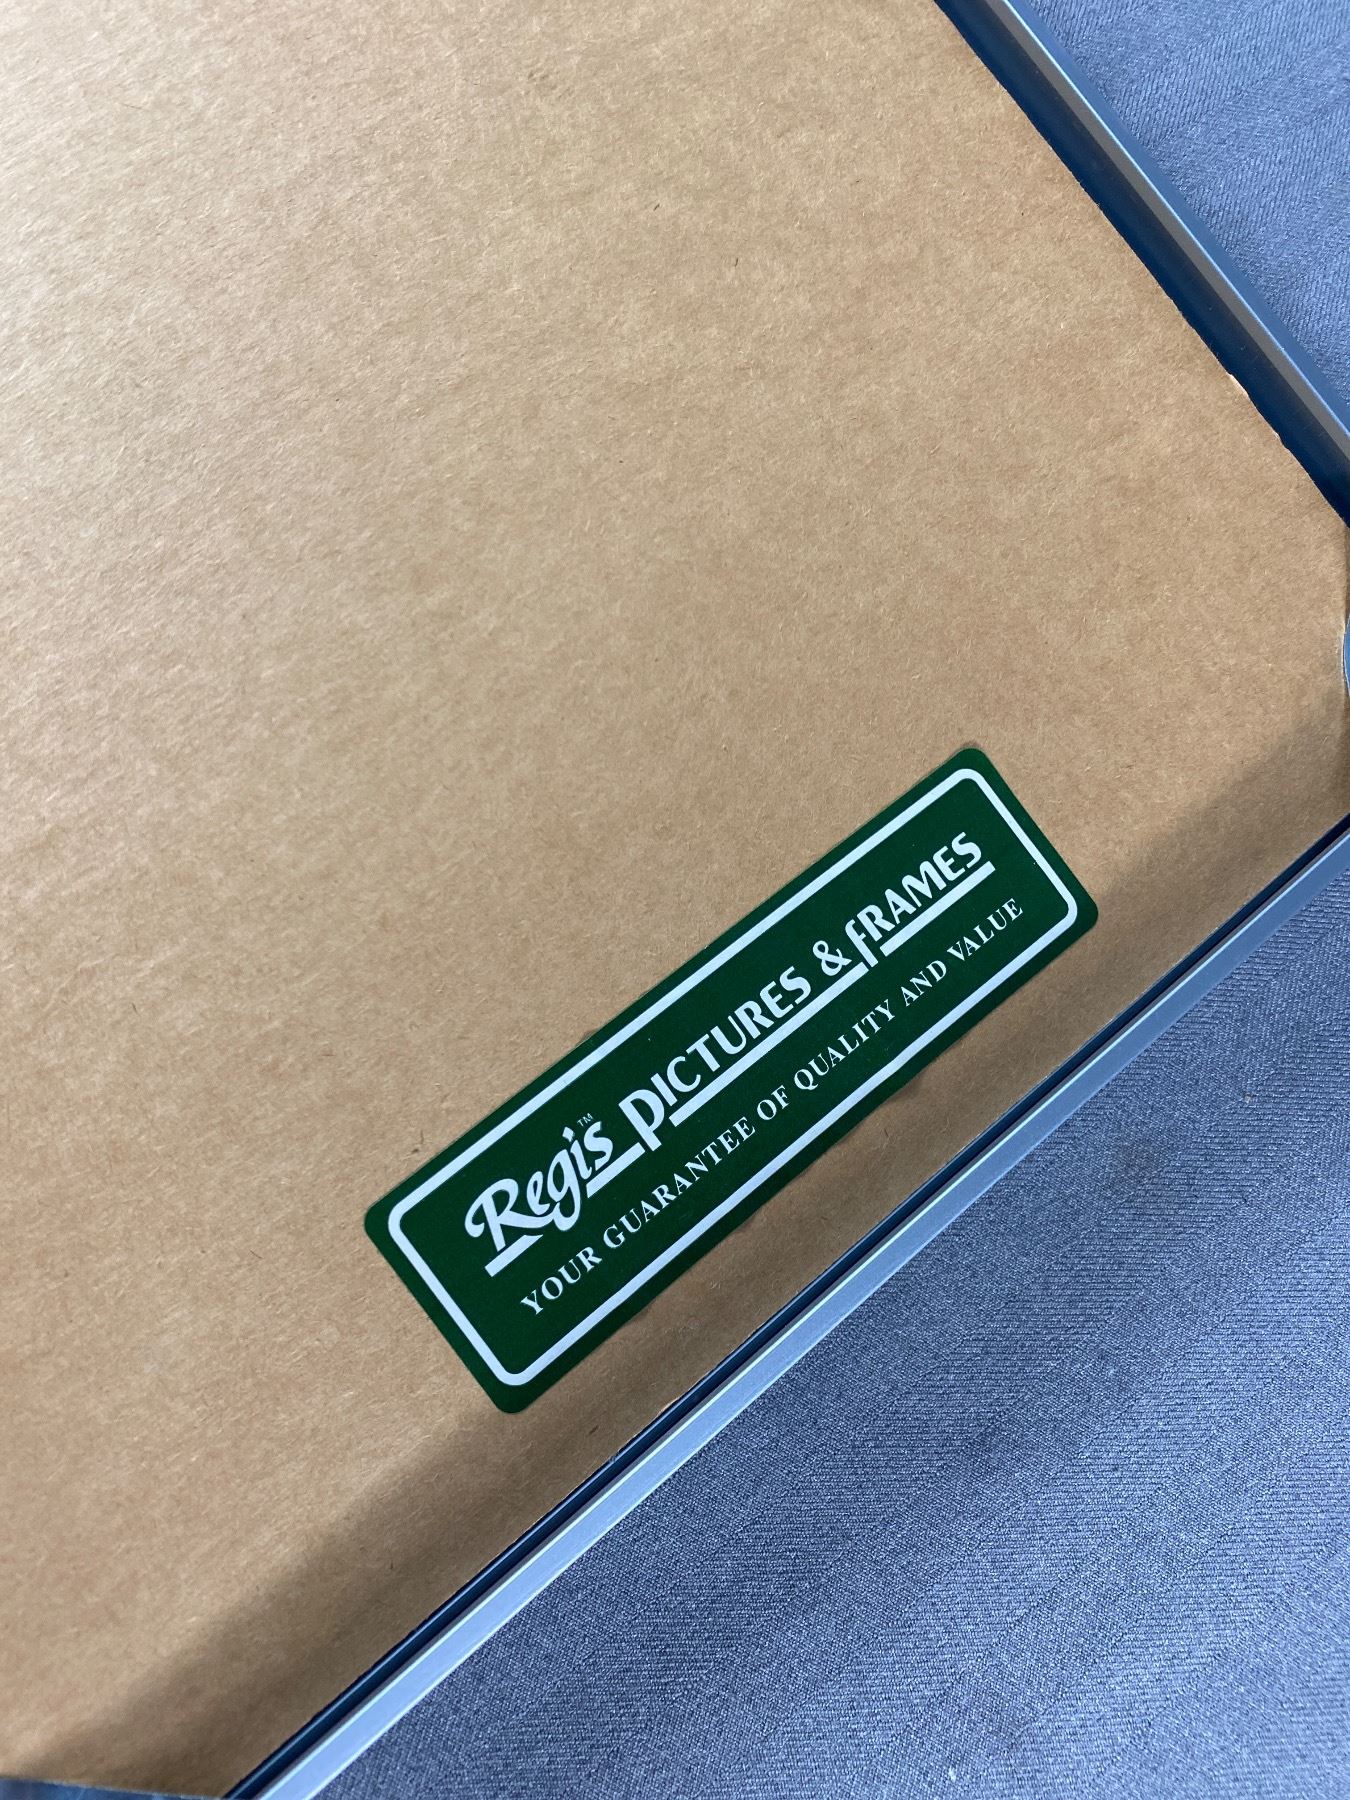 Regis™ PICTURES & fRAMES
YOUR GUARANTEE OF QUALITY AND VALUE